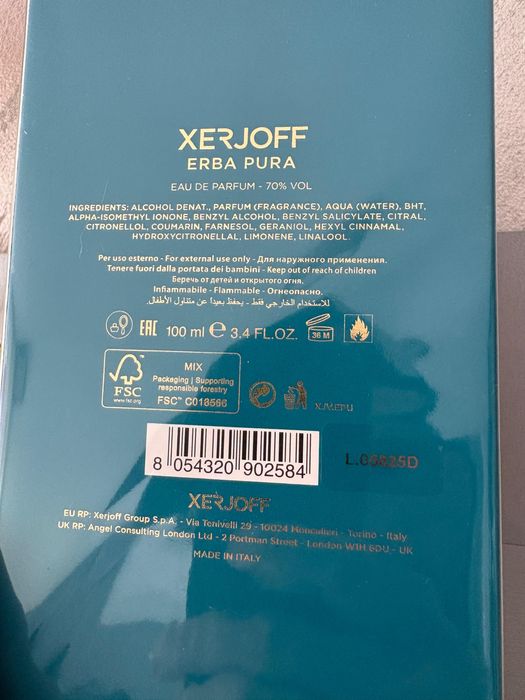 XERJOFF
ERBA PURA
EAU DE PARFUM - 70% VOL
INGREDIENTS: ALCOHOL DENAT., PARFUM (FRAGRANCE), AQUA (WATER), BHT,
ALPHA-ISOMETHYL IONONE, BENZYL ALCOHOL, BENZYL SALICYLATE, CITRAL,
CITRONELLOL, COUMARIN, FARNESOL, GERANIOL, HEXYL CINNAMAL,
HYDROXYCITRONELLAL, LIMONENE, LINALOOL.
Per uso esterno - For external use only - Для наружного применения.
Tenere fuori dalla portata dei bambini - Keep out of reach of children
Беречь от детей и открытого огня.
Infiammabile - Flammable - Огнеопасно.
للاستخدام الخارجي فقط - يحفظ بعيداً عن متناول الأطفال.
EAC 100 ml e 3.4 FL.OZ. 36 M
FSC
www.fsc.org
MIX
Packaging | Supporting
responsible forestry
FSC™ C018566
XJ.MEPU
8 054320 902584
XERJOFF
EU RP: Xerjoff Group S.p.A. - Via Tenivelli 29 - 10024 Moncalieri - Torino - Italy
UK RP: Angel Consulting London Ltd - 2 Portman Street - London W1H 6DU - UK
MADE IN ITALY